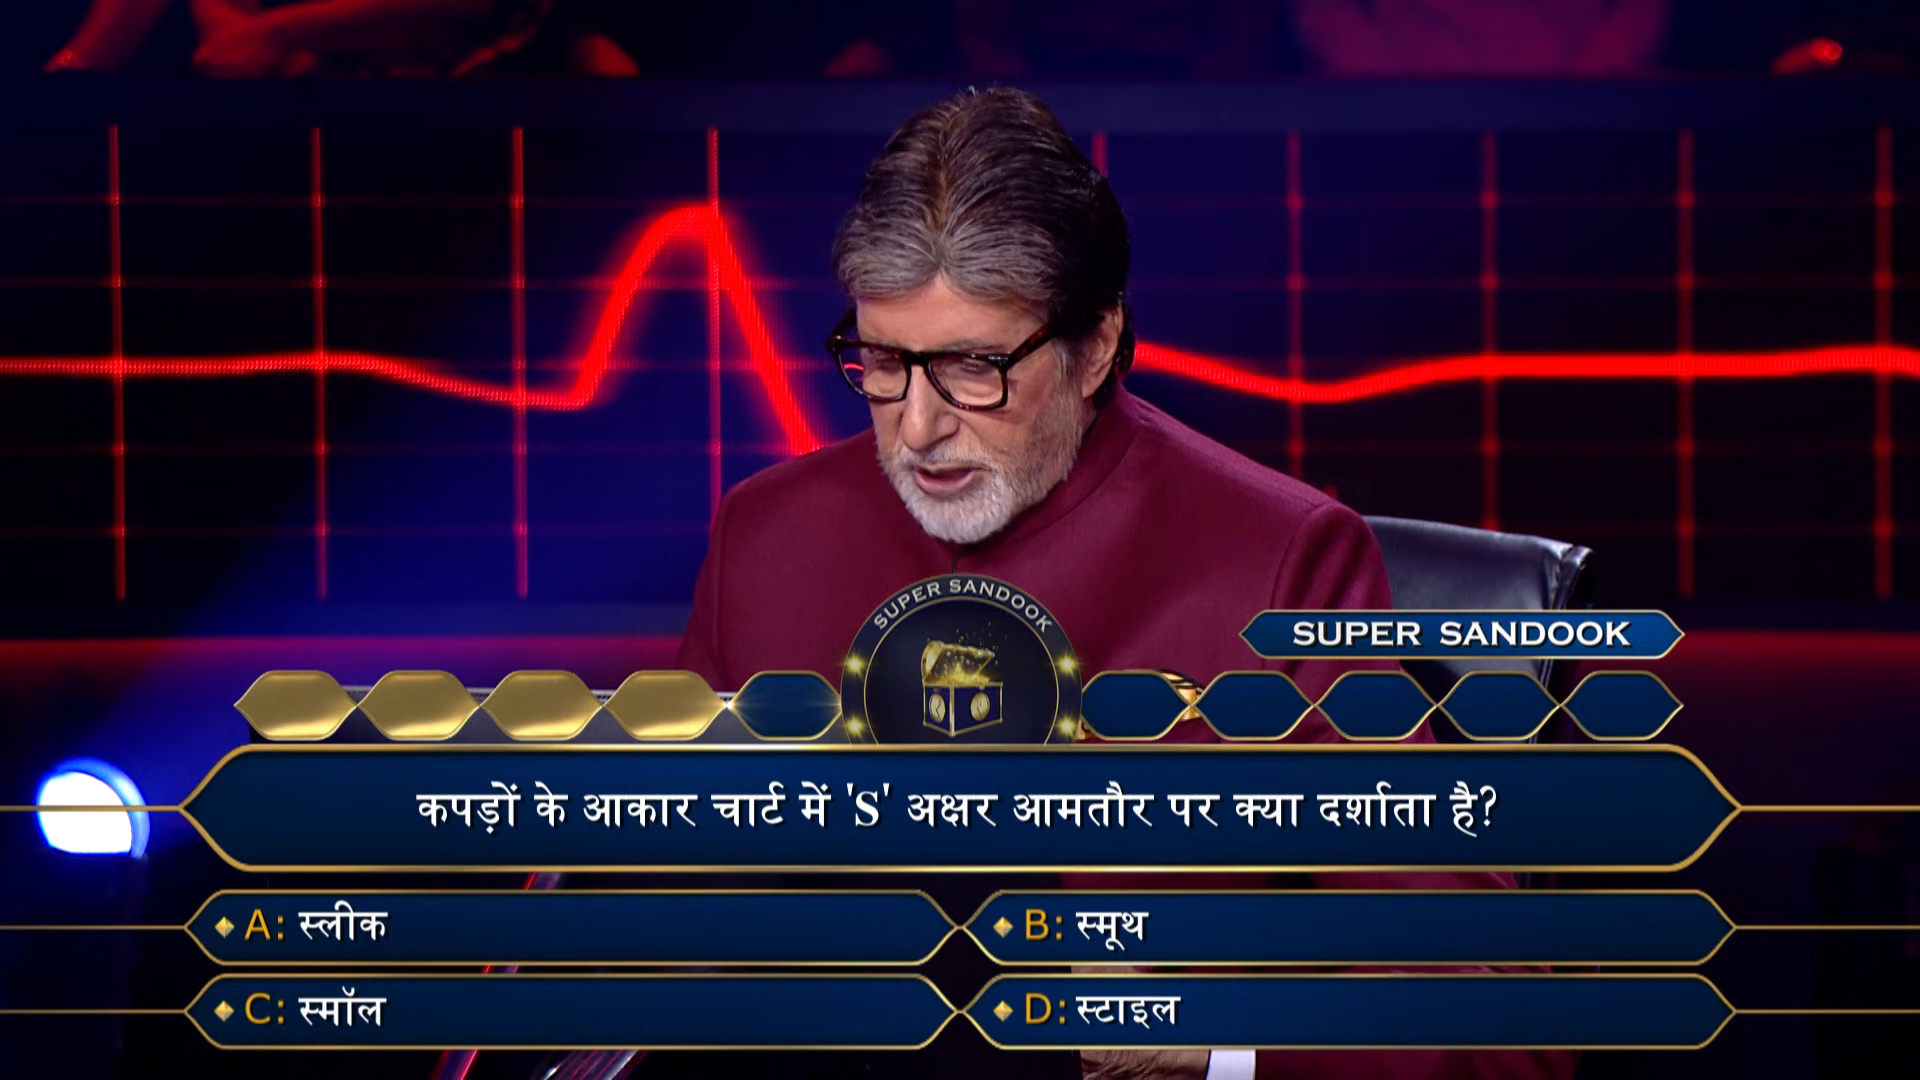 SUPER SANDOOK
SUPER SANDOOK
कपड़ों के आकार चार्ट में 'S' अक्षर आमतौर पर क्या दर्शाता है?
A: स्लीक
B: स्मूथ
C: स्मॉल
D: स्टाइल